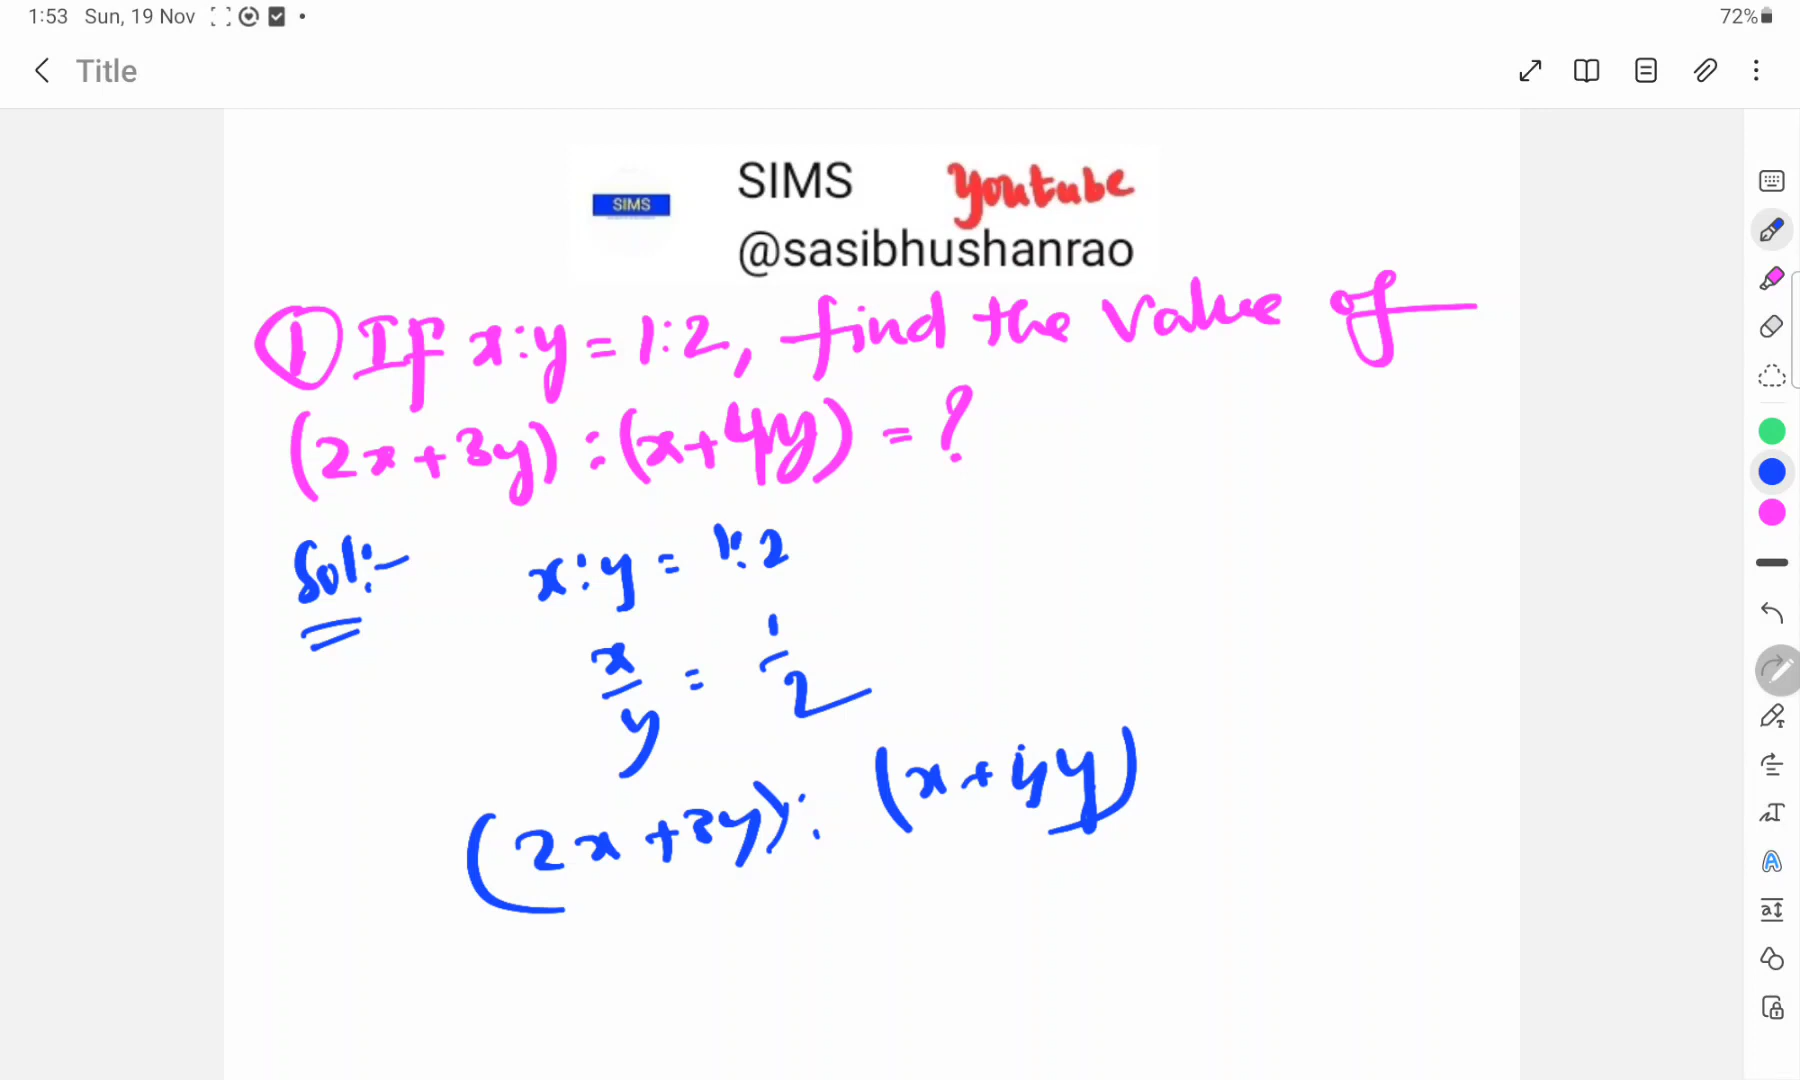 1:53 Sun, 19 Nov
72%
Title
SIMS
SIMS youtube
@sasibhushanrao
① If x:y = 1:2, find the value of
(2x+3y) : (x+4y) = ?
Sol:-
x:y = 1:2
x/y = 1/2
(2x+3y) : (x+4y)